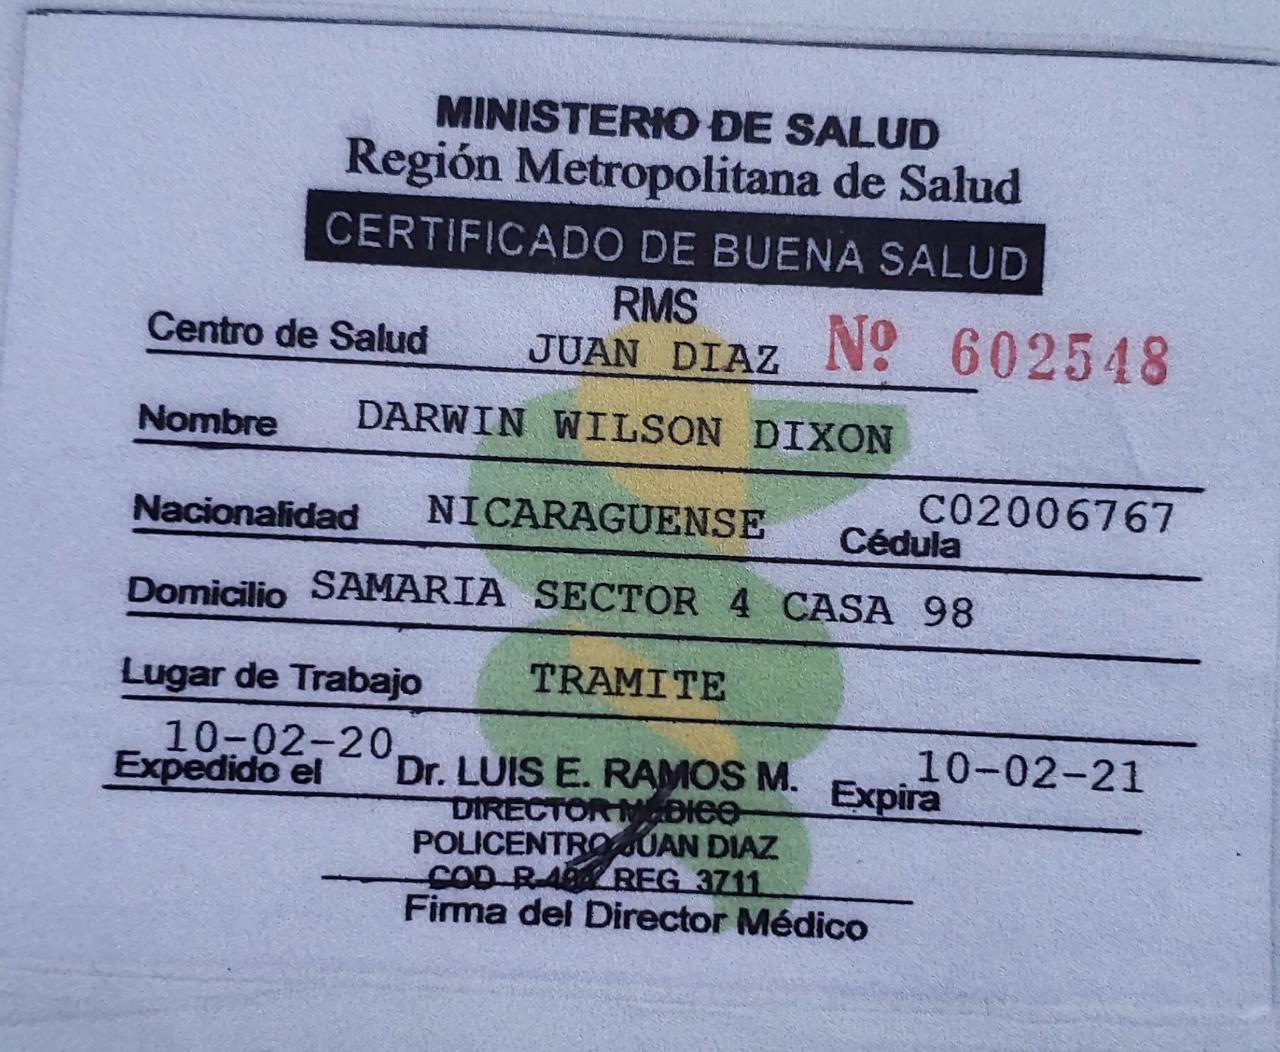 MINISTERIO DE SALUD
Región Metropolitana de Salud
CERTIFICADO DE BUENA SALUD
RMS
Centro de Salud JUAN DIAZ Nº 602548
Nombre DARWIN WILSON DIXON
Nacionalidad NICARAGUENSE Cédula C02006767
Domicilio SAMARIA SECTOR 4 CASA 98
Lugar de Trabajo TRAMITE
Expedido el 10-02-20 Dr. LUIS E. RAMOS M. Expira 10-02-21
DIRECTOR MEDICO
POLICENTRO JUAN DIAZ
COD REG 3711
Firma del Director Médico